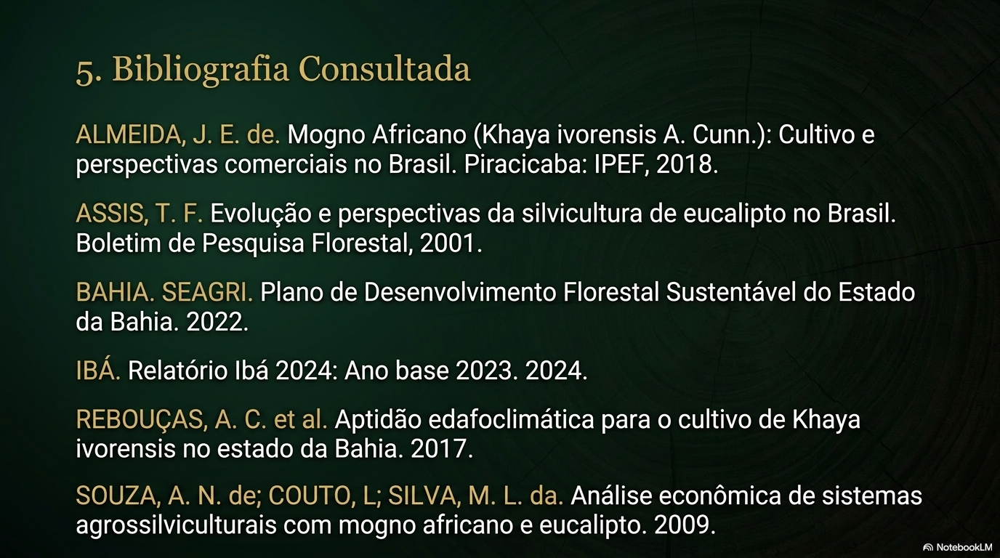 5. Bibliografia Consultada
ALMEIDA, J. E. de. Mogno Africano (Khaya ivorensis A. Cunn.): Cultivo e
perspectivas comerciais no Brasil. Piracicaba: IPEF, 2018.
ASSIS, T. F. Evolução e perspectivas da silvicultura de eucalipto no Brasil.
Boletim de Pesquisa Florestal, 2001.
BAHIA. SEAGRI. Plano de Desenvolvimento Florestal Sustentável do Estado
da Bahia. 2022.
IBÁ. Relatório Ibá 2024: Ano base 2023. 2024.
REBOUÇAS, A. C. et al. Aptidão edafoclimática para o cultivo de Khaya
ivorensis no estado da Bahia. 2017.
SOUZA, A. N. de; COUTO, L; SILVA, M. L. da. Análise econômica de sistemas
agrossilviculturais com mogno africano e eucalipto. 2009.
NotebookLM